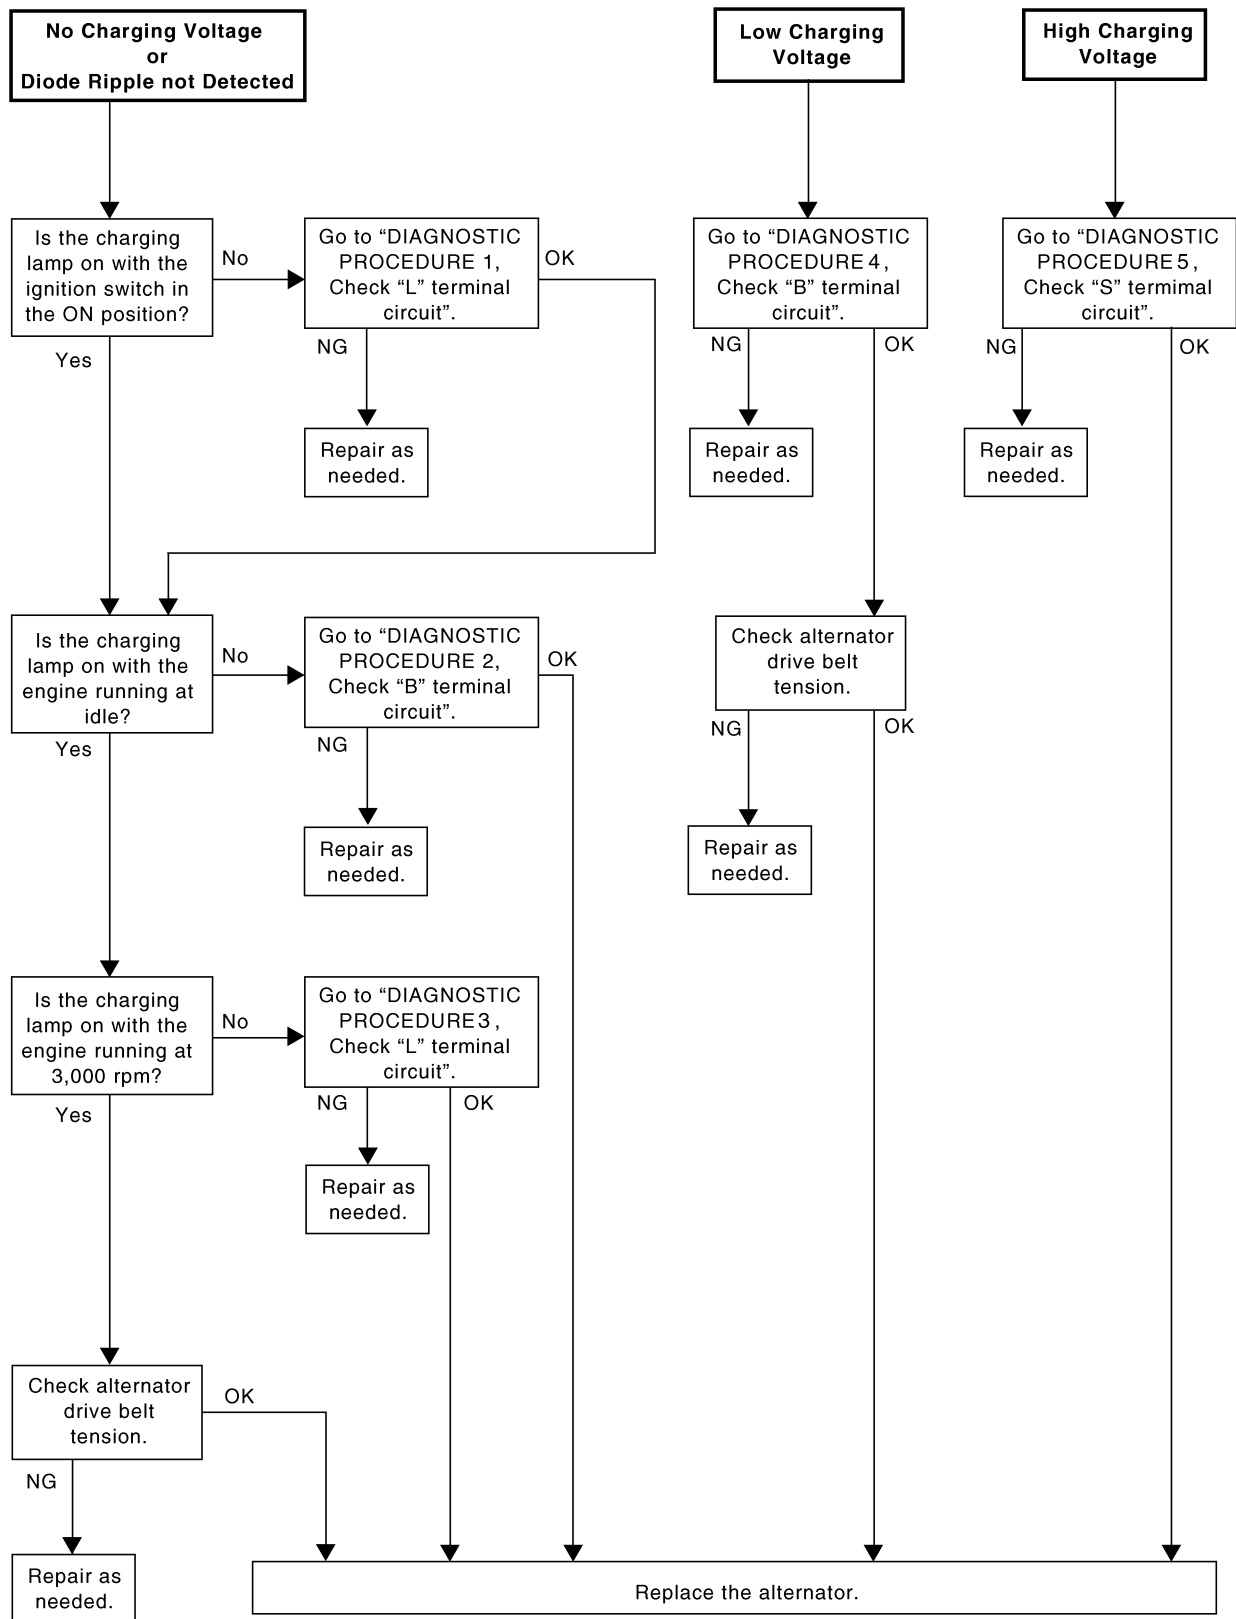 No Charging Voltage
or
Diode Ripple not Detected
Low Charging
Voltage
High Charging
Voltage
Is the charging
lamp on with the
ignition switch in
the ON position?
No
Go to “DIAGNOSTIC
PROCEDURE 1,
Check “L” terminal
circuit”.
OK
Go to “DIAGNOSTIC
PROCEDURE 4,
Check “B” terminal
circuit”.
Go to “DIAGNOSTIC
PROCEDURE 5,
Check “S” termimal
circuit”.
Yes
NG
NG
OK
NG
OK
Repair as
needed.
Repair as
needed.
Repair as
needed.
Is the charging
lamp on with the
engine running at
idle?
No
Go to “DIAGNOSTIC
PROCEDURE 2,
Check “B” terminal
circuit”.
OK
Check alternator
drive belt
tension.
Yes
NG
NG
OK
Repair as
needed.
Repair as
needed.
Is the charging
lamp on with the
engine running at
3,000 rpm?
No
Go to “DIAGNOSTIC
PROCEDURE 3,
Check “L” terminal
circuit”.
Yes
NG
OK
Repair as
needed.
Check alternator
drive belt
tension.
OK
NG
Repair as
needed.
Replace the alternator.